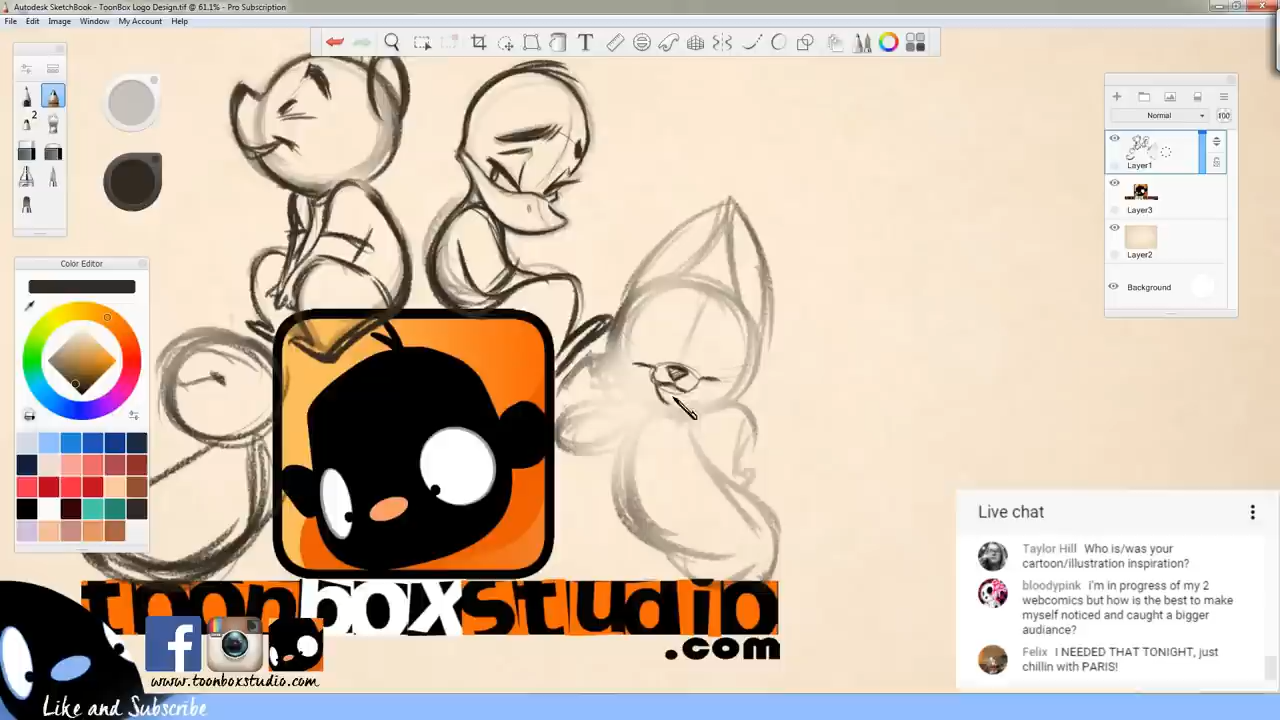 Autodesk SketchBook - ToonBox Logo Design.tif @ 61.1% - Pro Subscription
File Edit Image Window My Account Help
T
2
Normal
100
Layer1
Layer3
Layer2
Background
Color Editor
toonboxstudio
.com
www.toonboxstudio.com
Like and Subscribe
Live chat
Taylor Hill Who is/was your
cartoon/illustration inspiration?
bloodypink i'm in progress of my 2
webcomics but how is the best to make
myself noticed and caught a bigger
audience?
Felix I NEEDED THAT TONIGHT, just
chillin with PARIS!